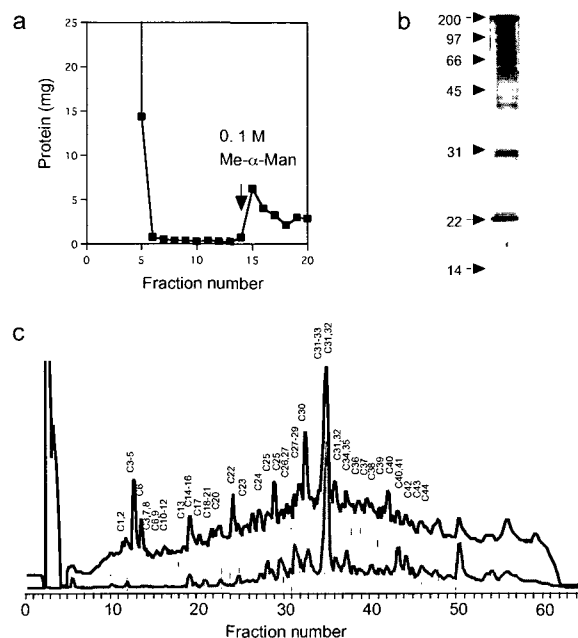 a
b
25
20
15
10
5
0
Protein (mg)
0. 1 M
Me-α-Man
0
5
10
15
20
Fraction number
200
97
66
45
31
22
14
c
C1,2
C3-5
C6
C3,7,8
C6,9
C10-12
C13
C14-16
C17
C18-21
C20
C22
C23
C24
C25
C25
C26,27
C27-29
C30
C31-33
C31,32
C31,32
C34,35
C36
C37
C38
C39
C40
C40,41
C42
C43
C44
0
10
20
30
40
50
60
Fraction number